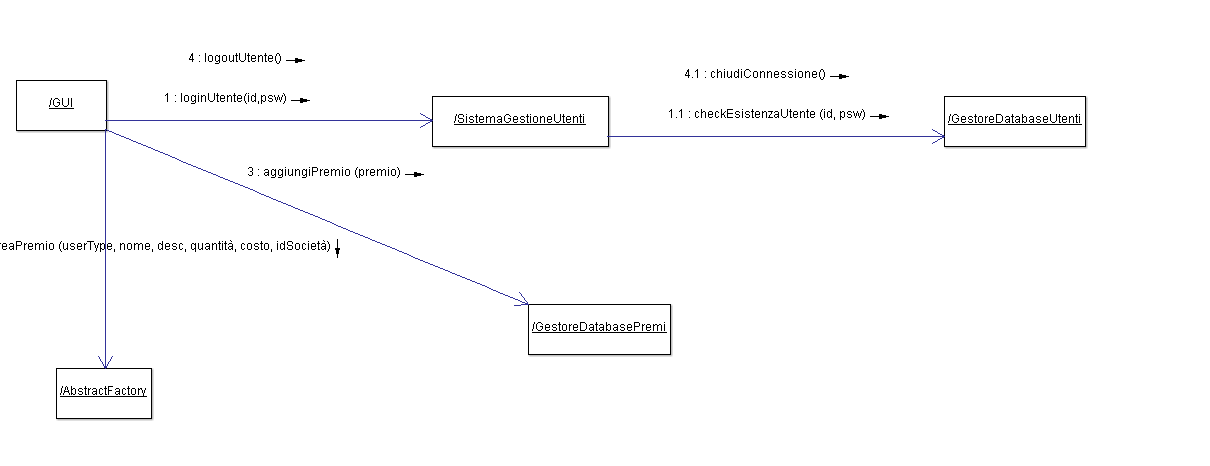 4 : logoutUtente()
4.1 : chiudiConnessione()
/GUI
1 : loginUtente(id,psw)
/SistemaGestioneUtenti
1.1 : checkEsistenzaUtente (id, psw)
/GestoreDatabaseUtenti
3 : aggiungiPremio (premio)
reaPremio (userType, nome, desc, quantità, costo, idSocietà)
/GestoreDatabasePremi
/AbstractFactory